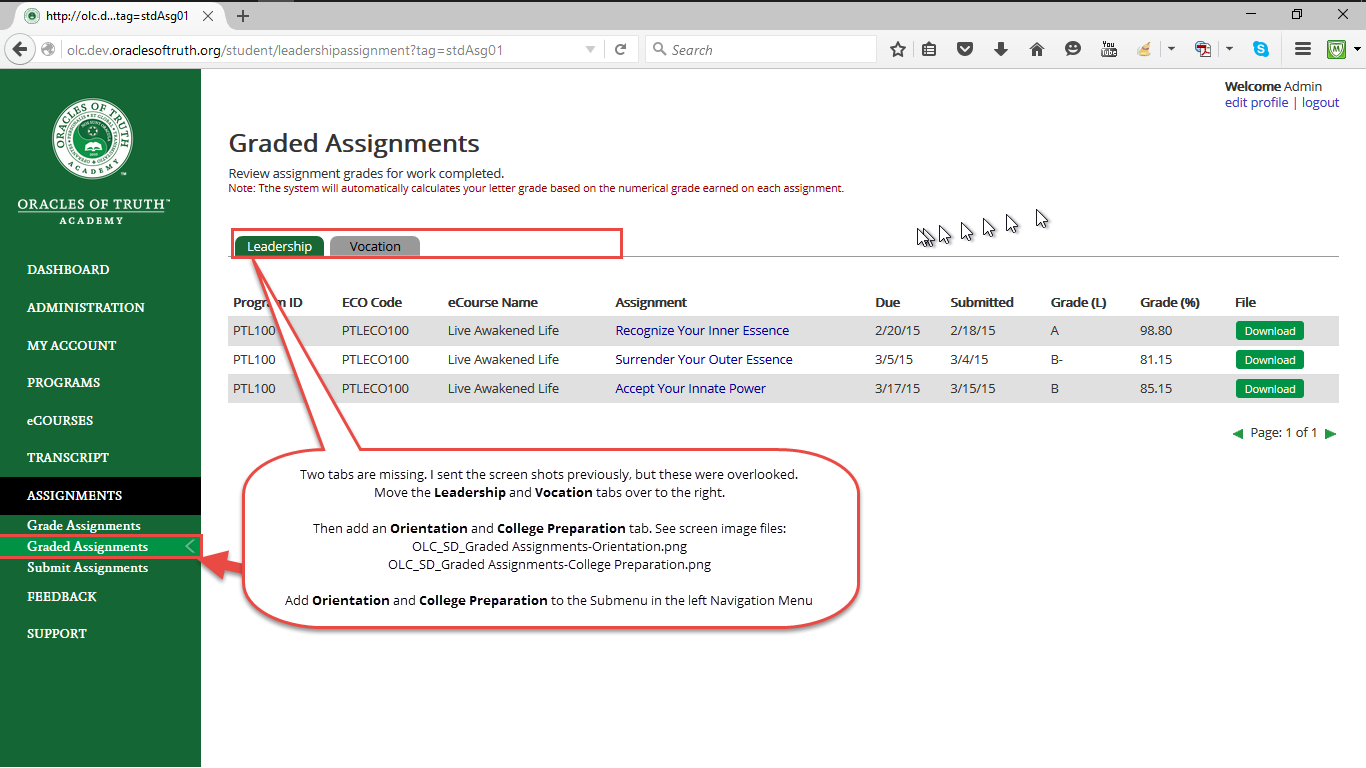 http://olc.d...tag=stdAsg01
olc.dev.oraclesoftruth.org/student/leadershipassignment?tag=stdAsg01
Search
You
Tube
Welcome Admin
edit profile | logout
ORACLES OF TRUTH
ACADEMY
ORACLES OF TRUTH™
ACADEMY
DASHBOARD
ADMINISTRATION
MY ACCOUNT
PROGRAMS
eCOURSES
TRANSCRIPT
ASSIGNMENTS
Grade Assignments
Graded Assignments
Submit Assignments
FEEDBACK
SUPPORT
Graded Assignments
Review assignment grades for work completed.
Note: Tthe system will automatically calculates your letter grade based on the numerical grade earned on each assignment.
Leadership Vocation
Program ID ECO Code eCourse Name Assignment Due Submitted Grade (L) Grade (%) File
PTL100 PTLECO100 Live Awakened Life Recognize Your Inner Essence 2/20/15 2/18/15 A 98.80 Download
PTL100 PTLECO100 Live Awakened Life Surrender Your Outer Essence 3/5/15 3/4/15 B- 81.15 Download
PTL100 PTLECO100 Live Awakened Life Accept Your Innate Power 3/17/15 3/15/15 B 85.15 Download
Page: 1 of 1
Two tabs are missing. I sent the screen shots previously, but these were overlooked.
Move the Leadership and Vocation tabs over to the right.
Then add an Orientation and College Preparation tab. See screen image files:
OLC_SD_Graded Assignments-Orientation.png
OLC_SD_Graded Assignments-College Preparation.png
Add Orientation and College Preparation to the Submenu in the left Navigation Menu